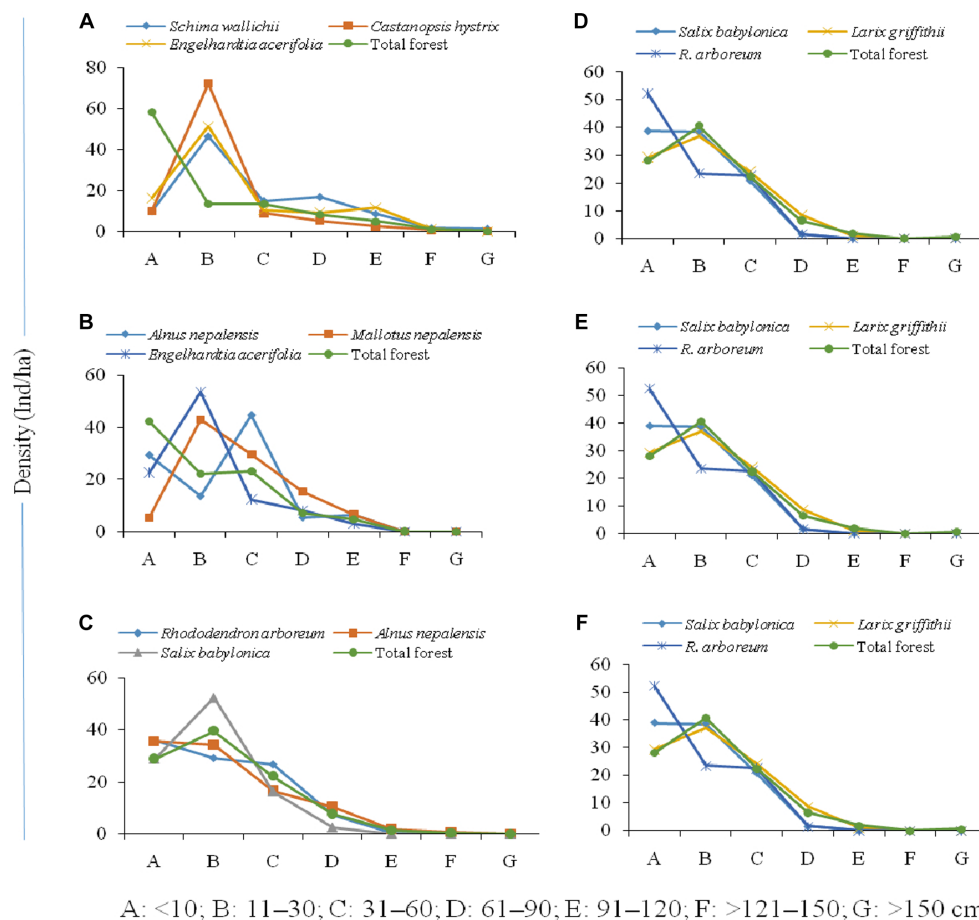 Density (Ind/ha)
A
Schima wallichii
Castanopsis hystrix
Engelhardtia acerifolia
Total forest
80
60
40
20
0
A B C D E F G
B
Alnus nepalensis
Mallotus nepalensis
Engelhardtia acerifolia
Total forest
60
40
20
0
A B C D E F G
C
Rhododendron arboreum
Alnus nepalensis
Salix babylonica
Total forest
60
40
20
0
A B C D E F G
D
Salix babylonica
Larix griffithii
R. arboreum
Total forest
60
50
40
30
20
10
0
A B C D E F G
E
Salix babylonica
Larix griffithii
R. arboreum
Total forest
60
50
40
30
20
10
0
A B C D E F G
F
Salix babylonica
Larix griffithii
R. arboreum
Total forest
60
50
40
30
20
10
0
A B C D E F G
A: <10; B: 11–30; C: 31–60; D: 61–90; E: 91–120; F: >121–150; G: >150 cm